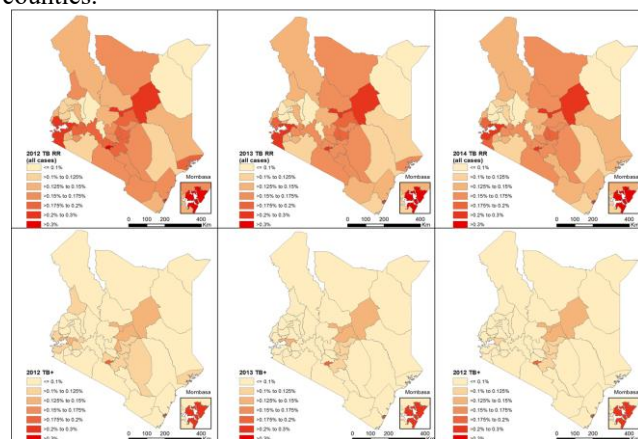 counties.
2012 TB RR
(all cases)
<= 0.1%
>0.1% to 0.125%
>0.125% to 0.15%
>0.15% to 0.175%
>0.175% to 0.2%
>0.2% to 0.3%
>0.3%
Mombasa
0 100 200 400
Km
2013 TB RR
(all cases)
<= 0.1%
>0.1% to 0.125%
>0.125% to 0.15%
>0.15% to 0.175%
>0.175% to 0.2%
>0.2% to 0.3%
>0.3%
Mombasa
0 100 200 400
Km
2014 TB RR
(all cases)
<= 0.1%
>0.1% to 0.125%
>0.125% to 0.15%
>0.15% to 0.175%
>0.175% to 0.2%
>0.2% to 0.3%
>0.2%
Mombasa
0 100 200 400
Km
2012 TB+
<= 0.1%
>0.1% to 0.125%
>0.125% to 0.15%
>0.15% to 0.175%
>0.175% to 0.2%
>0.2% to 0.3%
Mombasa
0 100 200 400
2013 TB+
<= 0.1%
>0.1% to 0.125%
>0.125% to 0.15%
>0.15% to 0.175%
>0.175% to 0.2%
>0.2% to 0.3%
Mombasa
0 100 200 400
2014 TB+
<= 0.1%
>0.1% to 0.125%
>0.125% to 0.15%
>0.15% to 0.175%
>0.175% to 0.2%
>0.2% to 0.3%
Mombasa
0 100 200 400